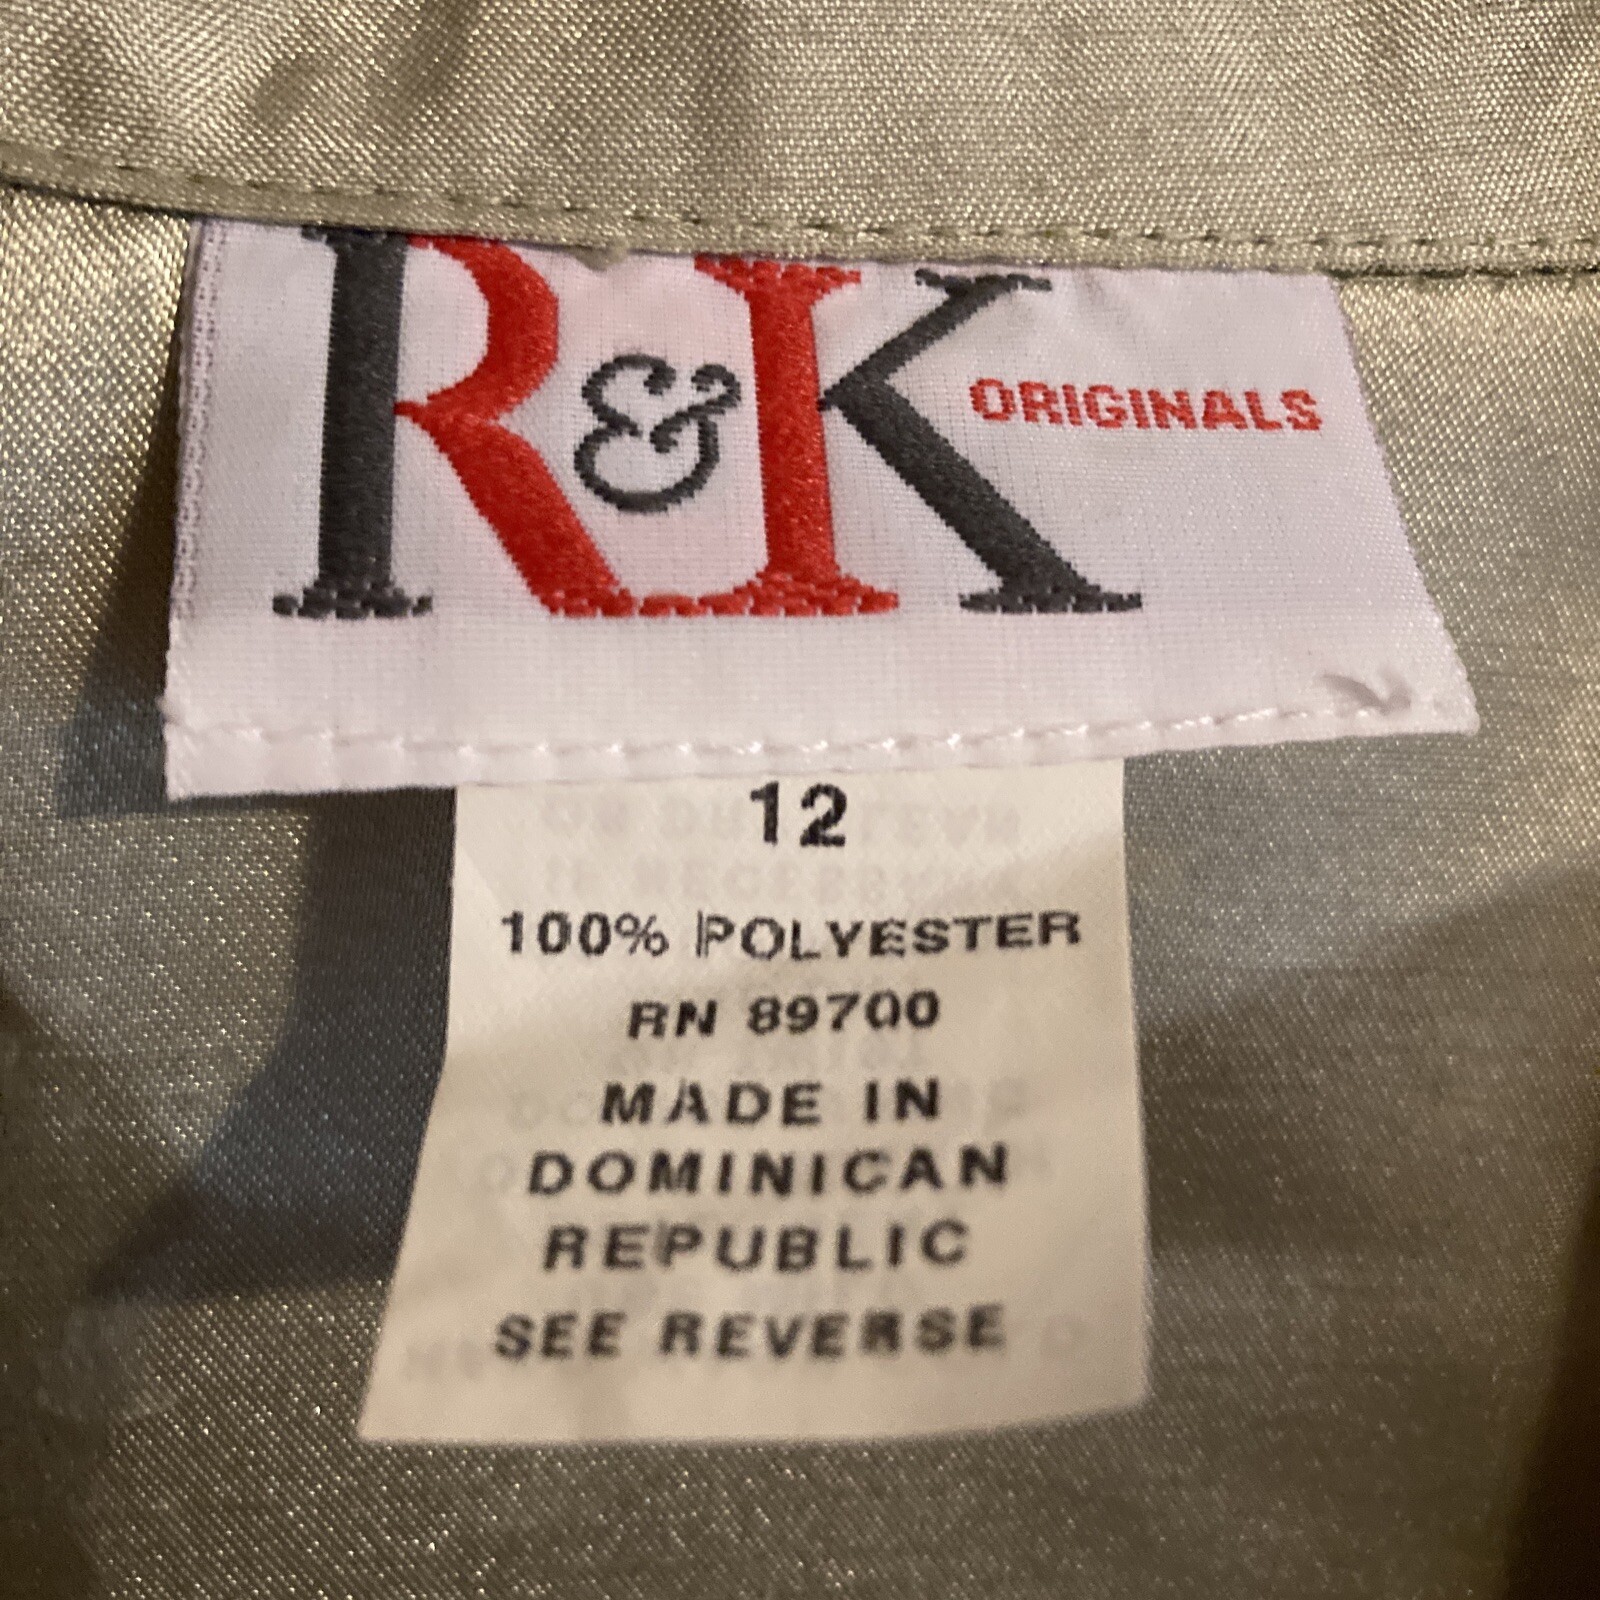 R&K ORIGINALS
12
100% POLYESTER
RN 89700
MADE IN
DOMINICAN
REPUBLIC
SEE REVERSE